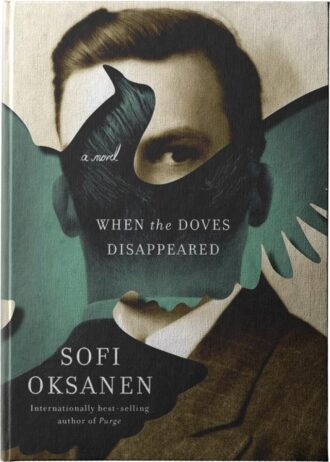 a novel
WHEN the DOVES
DISAPPEARED
SOFI
OKSANEN
Internationally best-selling
author of Purge